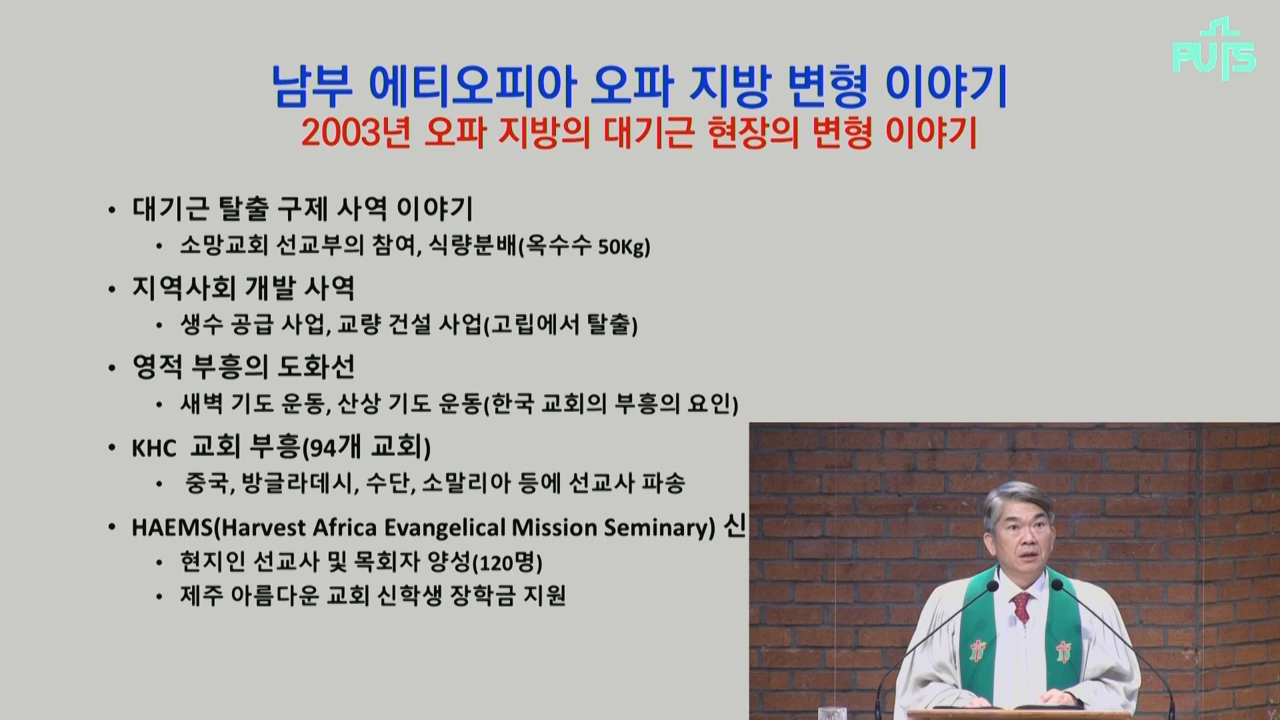 PUTS
남부 에티오피아 오파 지방 변형 이야기
2003년 오파 지방의 대기근 현장의 변형 이야기
• 대기근 탈출 구제 사역 이야기
• 소망교회 선교부의 참여, 식량분배(옥수수 50Kg)
• 지역사회 개발 사역
• 생수 공급 사업, 교량 건설 사업(고립에서 탈출)
• 영적 부흥의 도화선
• 새벽 기도 운동, 산상 기도 운동(한국 교회의 부흥의 요인)
• KHC 교회 부흥(94개 교회)
• 중국, 방글라데시, 수단, 소말리아 등에 선교사 파송
• HAEMS(Harvest Africa Evangelical Mission Seminary) 신
• 현지인 선교사 및 목회자 양성(120명)
• 제주 아름다운 교회 신학생 장학금 지원